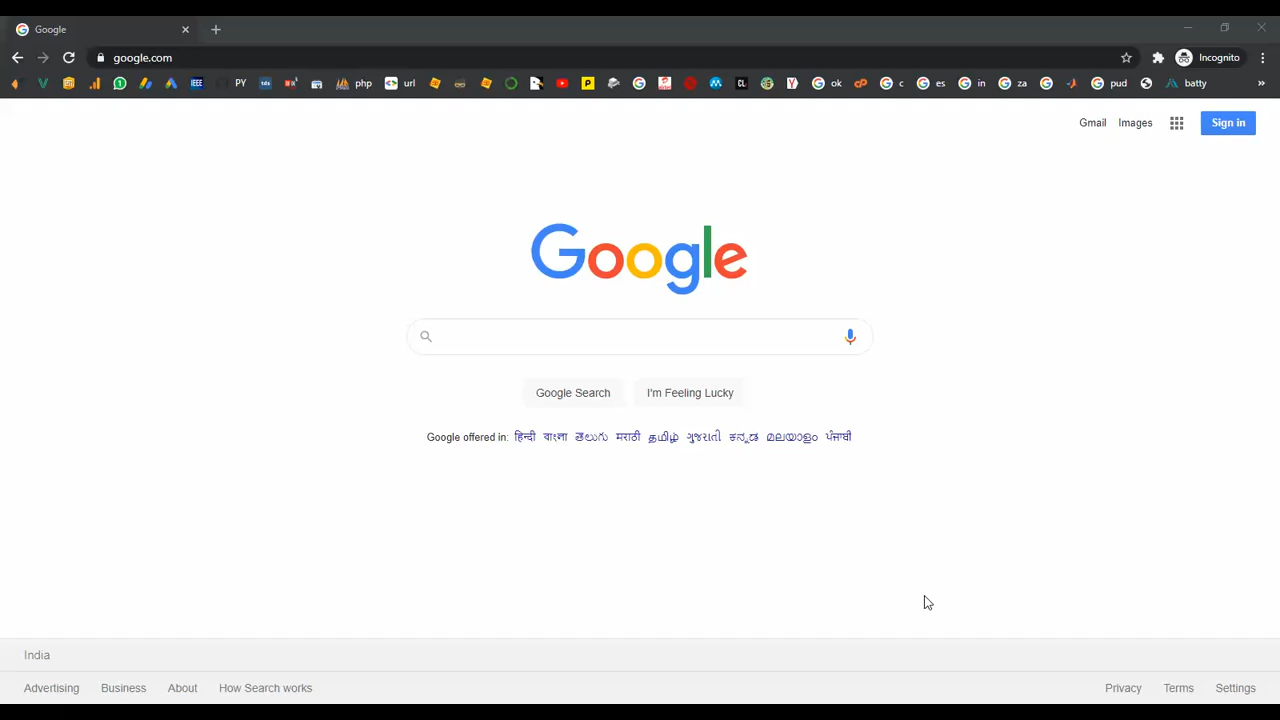 Google
google.com
Incognito
PY php url ok c es in za pud batty
Gmail Images Sign in
Google
Google Search I'm Feeling Lucky
Google offered in: हिन्दी বাংলা తెలుగు मराठी தமிழ் ગુજરાતી ಕನ್ನಡ മലയാളം ਪੰਜਾਬੀ
India
Advertising Business About How Search works Privacy Terms Settings